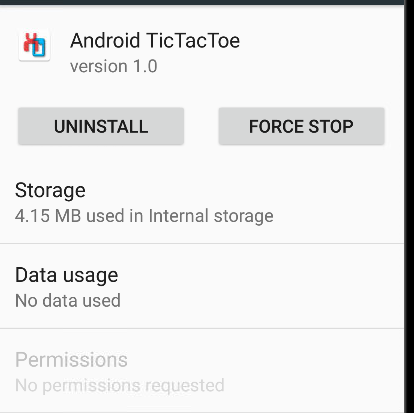 Android TicTacToe
version 1.0
UNINSTALL FORCE STOP
Storage
4.15 MB used in Internal storage
Data usage
No data used
Permissions
No permissions requested